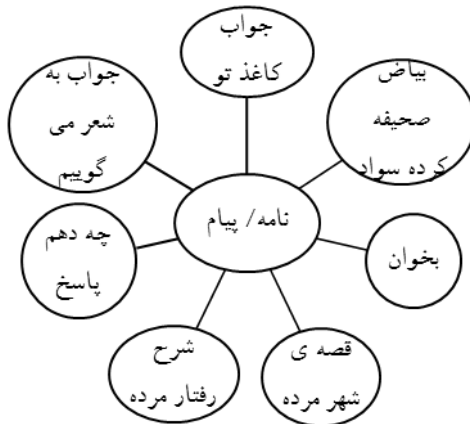 جواب
کاغذ تو
بیاض
صحیفه
کرده سواد
جواب به
شعر می
گوییم
نامه/ پیام
بخوان
چه دهم
پاسخ
قصه ی
شهر مرده
شرح
رفتار مرده